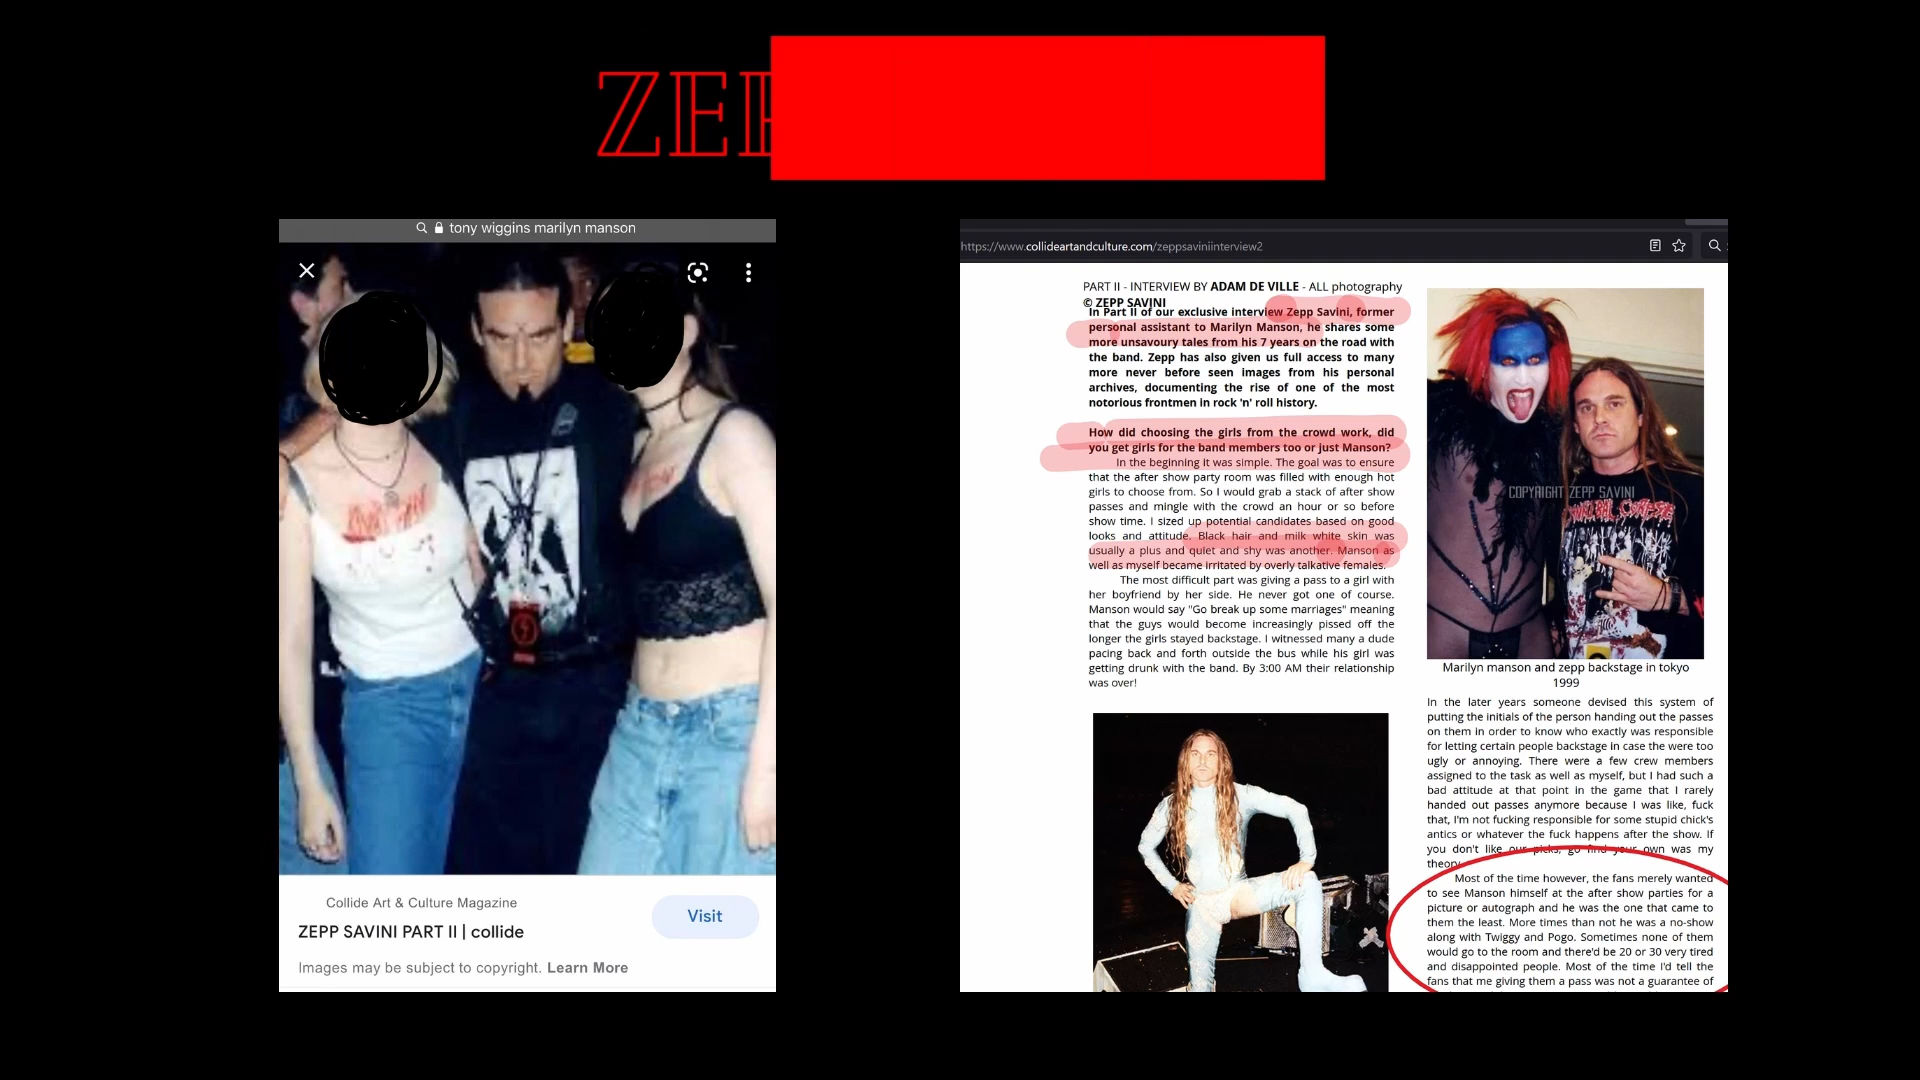 ZEP
tony wiggins marilyn manson
Collide Art & Culture Magazine
ZEPP SAVINI PART II | collide
Visit
Images may be subject to copyright. Learn More
https://www.collideartandculture.com/zeppsaviniinterview2
PART II - INTERVIEW BY ADAM DE VILLE - ALL photography
© ZEPP SAVINI
In Part II of our exclusive interview Zepp Savini, former
personal assistant to Marilyn Manson, he shares some
more unsavoury tales from his 7 years on the road with
the band. Zepp has also given us full access to many
more never before seen images from his personal
archives, documenting the rise of one of the most
notorious frontmen in rock 'n' roll history.
How did choosing the girls from the crowd work, did
you get girls for the band members too or just Manson?
In the beginning it was simple. The goal was to ensure
that the after show party room was filled with enough hot
girls to choose from. So I would grab a stack of after show
passes and mingle with the crowd an hour or so before
show time. I sized up potential candidates based on good
looks and attitude. Black hair and milk white skin was
usually a plus and quiet and shy was another. Manson as
well as myself became irritated by overly talkative females.
The most difficult part was giving a pass to a girl with
her boyfriend by her side. He never got one of course.
Manson would say "Go break up some marriages" meaning
that the guys would become increasingly pissed off the
longer the girls stayed backstage. I witnessed many a dude
pacing back and forth outside the bus while his girl was
getting drunk with the band. By 3:00 AM their relationship
was over!
COPYRIGHT ZEPP SAVINI
CANNIBAL CORPSE
Marilyn manson and zepp backstage in tokyo
1999
In the later years someone devised this system of
putting the initials of the person handing out the passes
on them in order to know who exactly was responsible
for letting certain people backstage in case the were too
ugly or annoying. There were a few crew members
assigned to the task as well as myself, but I had such a
bad attitude at that point in the game that I rarely
handed out passes anymore because I was like, fuck
that, I'm not fucking responsible for some stupid chick's
antics or whatever the fuck happens after the show. If
you don't like our picks, go find your own was my
theory.
Most of the time however, the fans merely wanted
to see Manson himself at the after show parties for a
picture or autograph and he was the one that came to
them the least. More times than not he was a no-show
along with Twiggy and Pogo. Sometimes none of them
would go to the room and there'd be 20 or 30 very tired
and disappointed people. Most of the time I'd tell the
fans that me giving them a pass was not a guarantee of